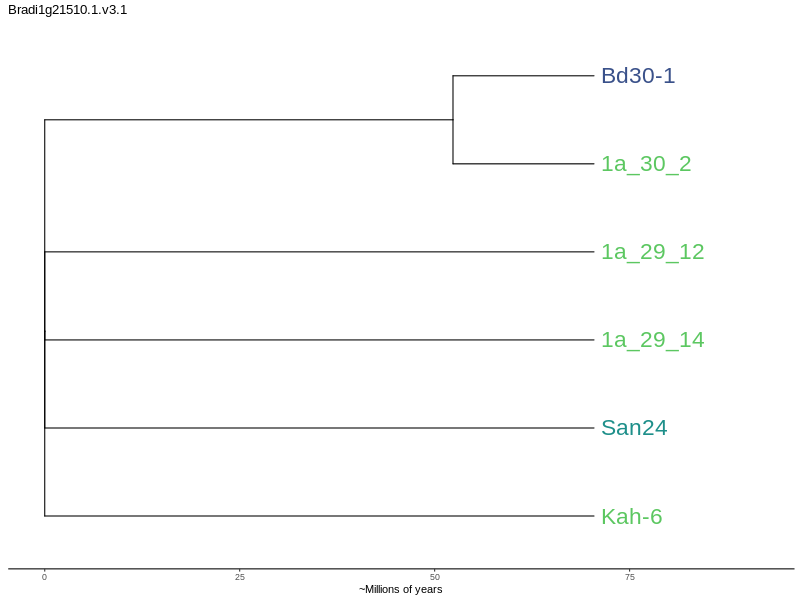 Bradi1g21510.1.v3.1
Bd30-1
1a_30_2
1a_29_12
1a_29_14
San24
Kah-6
0 25 50 75
~Millions of years